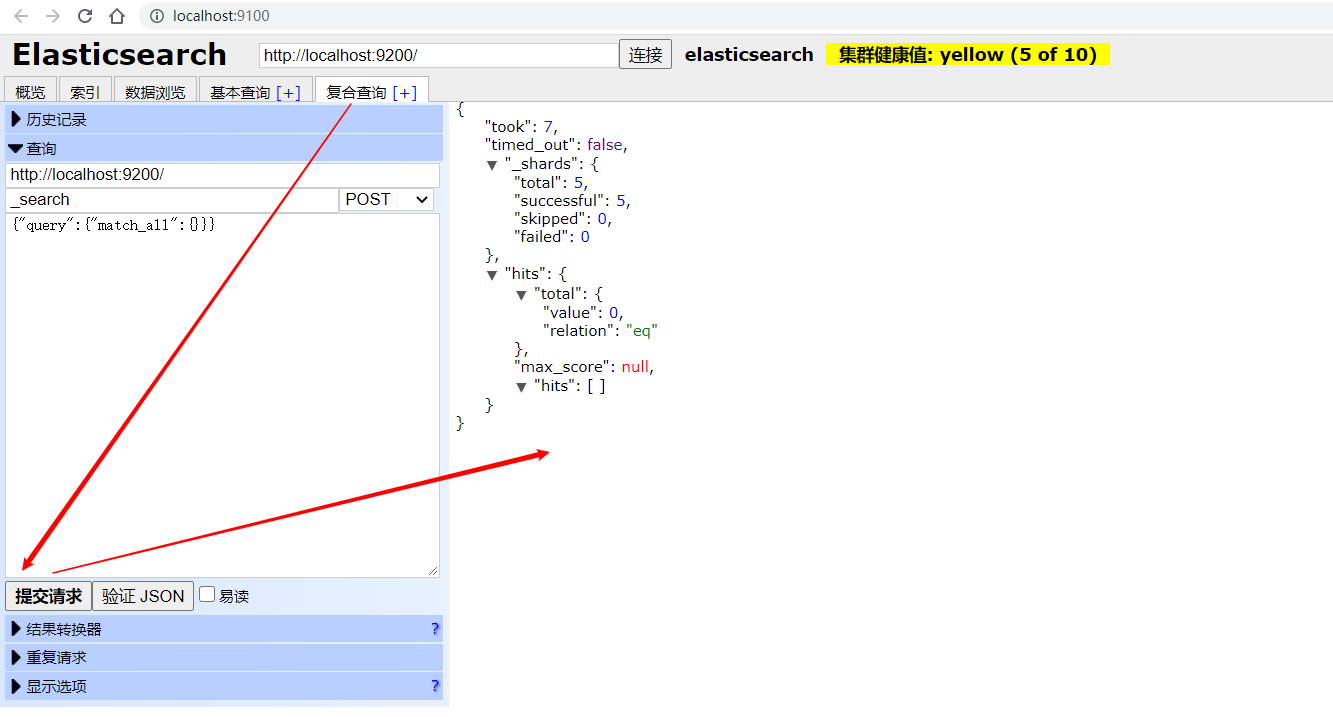 localhost:9100
Elasticsearch http://localhost:9200/ 连接 elasticsearch 集群健康值: yellow (5 of 10)
概览 索引 数据浏览 基本查询 [+] 复合查询 [+]
历史记录
查询
http://localhost:9200/
_search POST
{"query":{"match_all":{}}}
提交请求 验证 JSON 易读
结果转换器 ?
重复请求
显示选项 ?
{
"took": 7,
"timed_out": false,
"_shards": {
"total": 5,
"successful": 5,
"skipped": 0,
"failed": 0
},
"hits": {
"total": {
"value": 0,
"relation": "eq"
},
"max_score": null,
"hits": [ ]
}
}